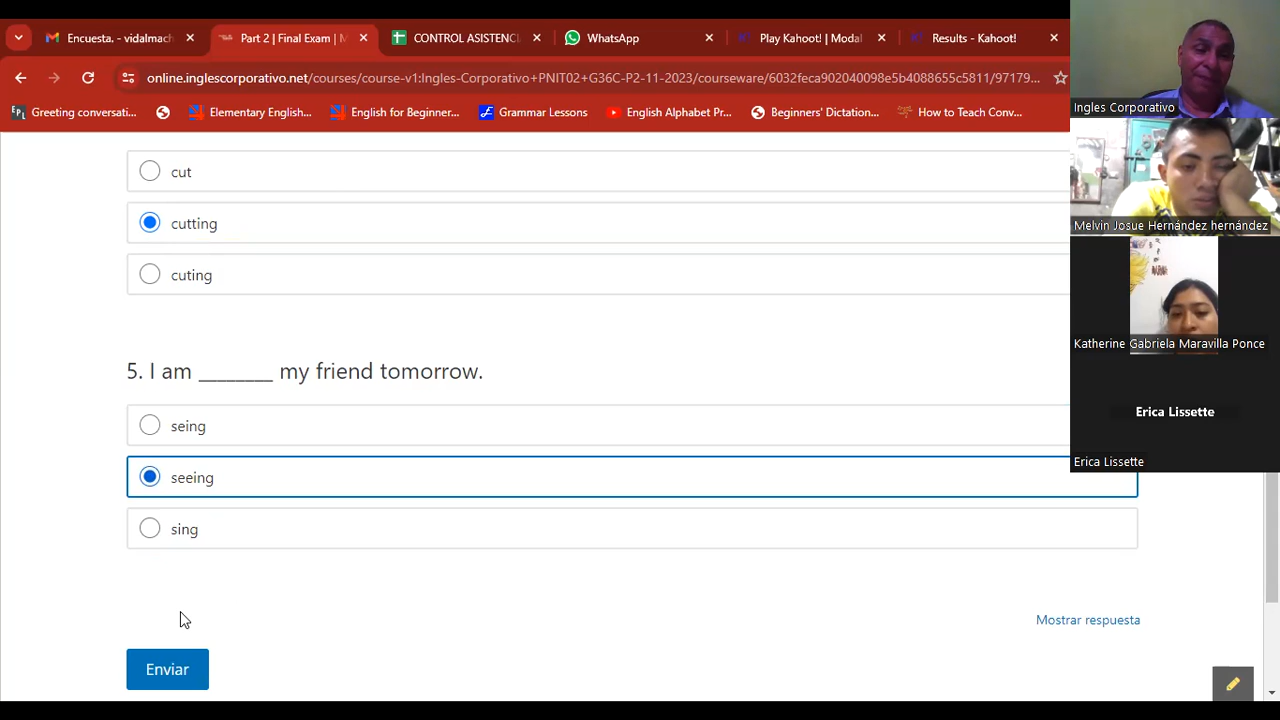 Encuesta. - vidalmach
Part 2 | Final Exam | M
CONTROL ASISTENCI
WhatsApp
Play Kahoot! | Modal
Results - Kahoot!
online.inglescorporativo.net/courses/course-v1:Ingles-Corporativo+PNIT02+G36C-P2-11-2023/courseware/6032feca902040098e5b4088655c5811/97179...
Greeting conversati...
Elementary English...
English for Beginner...
Grammar Lessons
English Alphabet Pr...
Beginners' Dictation...
How to Teach Conv...
Ingles Corporativo
cut
cutting
Melvin Josue Hernández hernández
cuting
Katherine Gabriela Maravilla Ponce
5. I am ________ my friend tomorrow.
Erica Lissette
seing
Erica Lissette
seeing
sing
Mostrar respuesta
Enviar